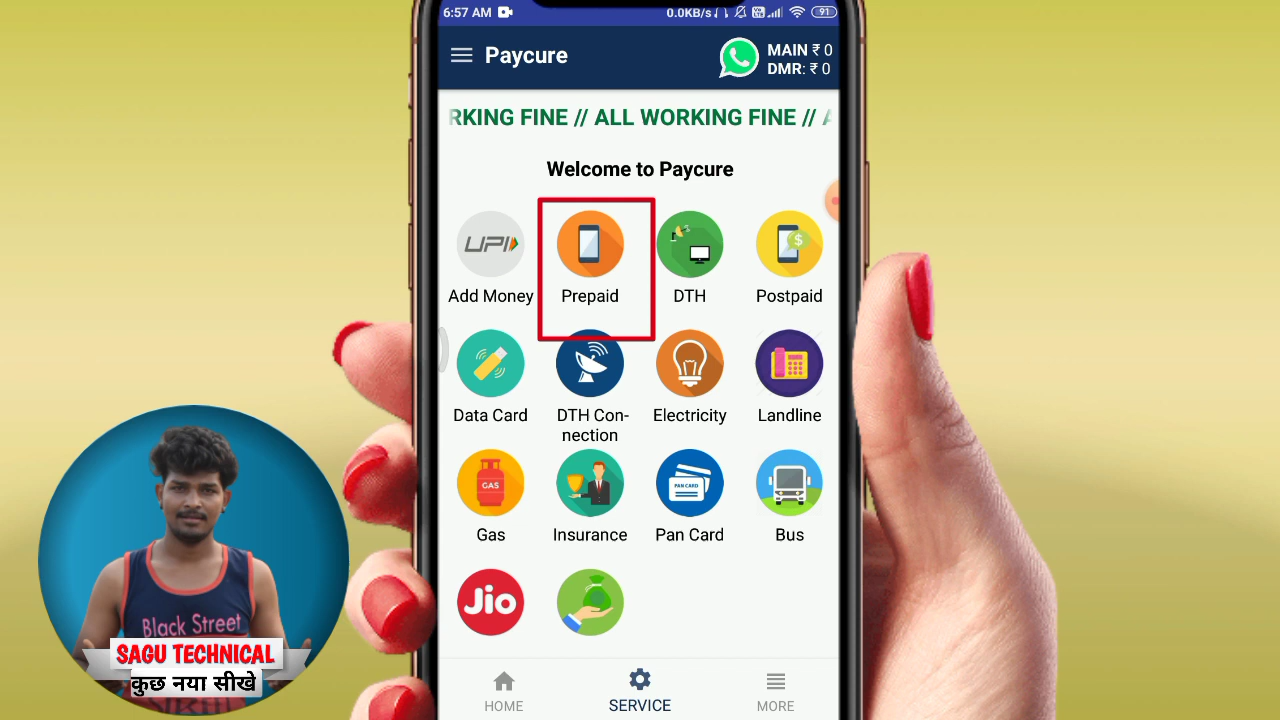 6:57 AM 0.0KB/s 91
Paycure
MAIN ₹ 0
DMR: ₹ 0
RKING FINE // ALL WORKING FINE // A
Welcome to Paycure
UPI
Add Money Prepaid DTH Postpaid
Data Card DTH Con-
nection Electricity Landline
GAS
PAN CARD
Gas Insurance Pan Card Bus
Jio
HOME SERVICE MORE
Black Street
SAGU TECHNICAL
कुछ नया सीखे